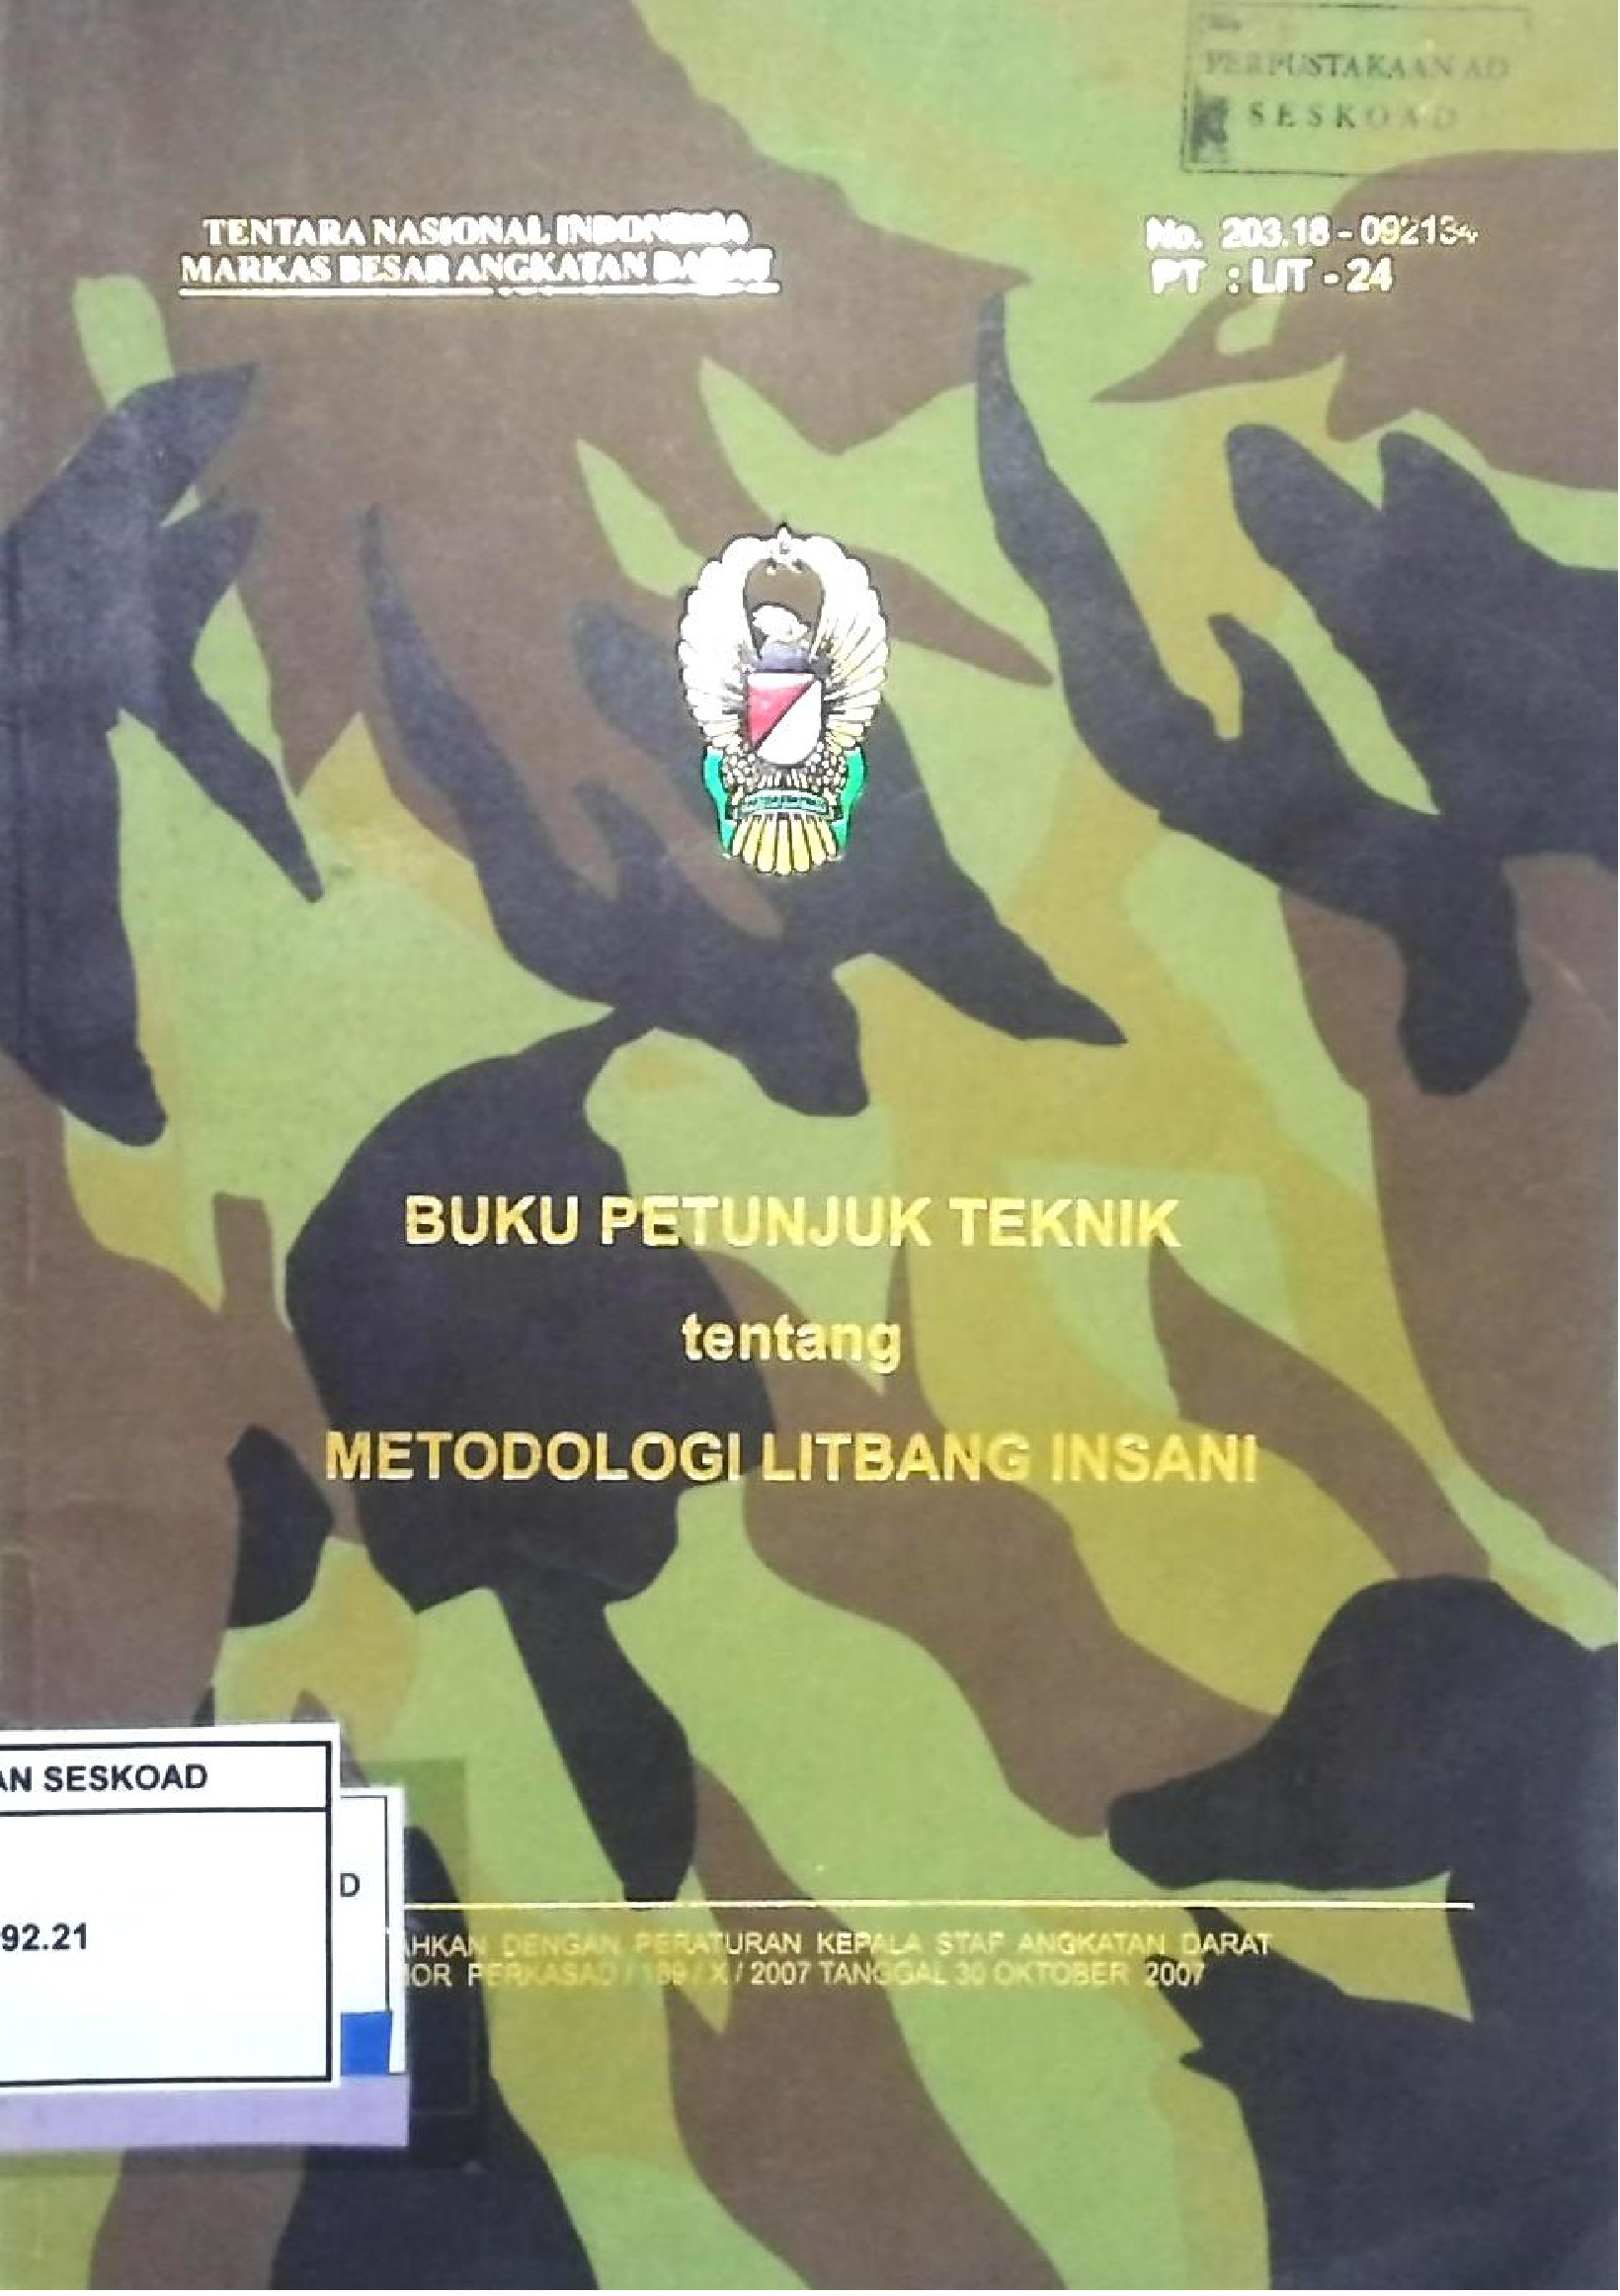 PERPUSTAKAAN AD
SESKOAD
TENTARA NASIONAL INDONESIA
MARKAS BESAR ANGKATAN DARAT
No. 203.18 - 092134
PT : LIT - 24
BUKU PETUNJUK TEKNIK
tentang
METODOLOGI LITBANG INSANI
AN SESKOAD
D
92.21
AHKAN DENGAN PERATURAN KEPALA STAF ANGKATAN DARAT
OR PERKASAD / 199 / X / 2007 TANGGAL 30 OKTOBER 2007